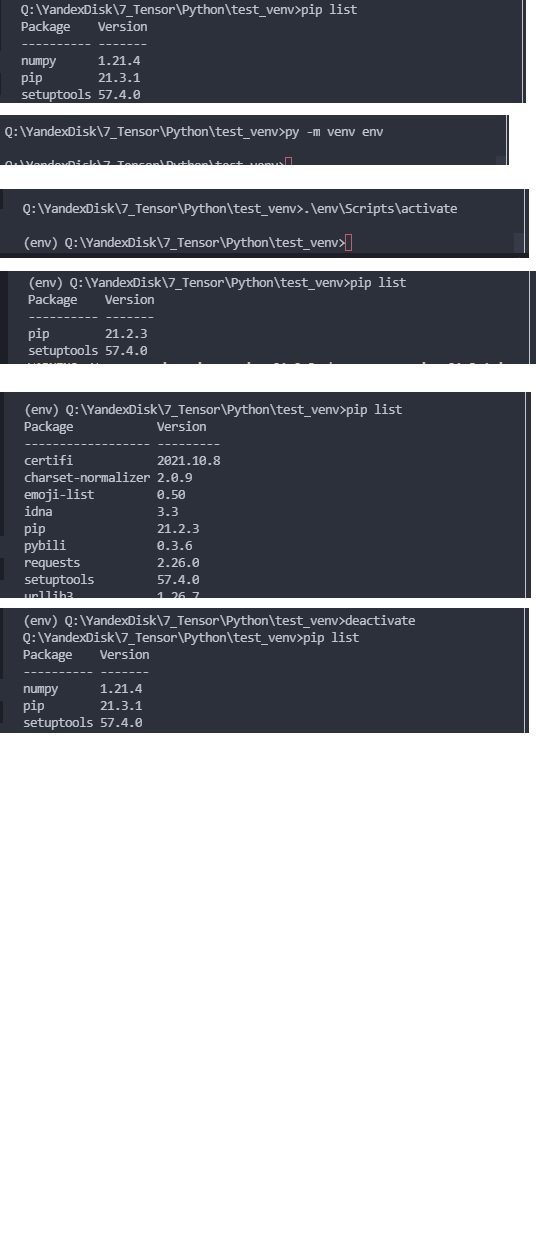 Q:\YandexDisk\7_Tensor\Python\test_venv>pip list
Package    Version
---------- -------
numpy      1.21.4
pip        21.3.1
setuptools 57.4.0
Q:\YandexDisk\7_Tensor\Python\test_venv>py -m venv env
Q:\YandexDisk\7_Tensor\Python\test_venv>
Q:\YandexDisk\7_Tensor\Python\test_venv>.\env\Scripts\activate
(env) Q:\YandexDisk\7_Tensor\Python\test_venv>
(env) Q:\YandexDisk\7_Tensor\Python\test_venv>pip list
Package    Version
---------- -------
pip        21.2.3
setuptools 57.4.0
(env) Q:\YandexDisk\7_Tensor\Python\test_venv>pip list
Package            Version
------------------ ---------
certifi            2021.10.8
charset-normalizer 2.0.9
emoji-list         0.50
idna               3.3
pip                21.2.3
pybili             0.3.6
requests           2.26.0
setuptools         57.4.0
urllib3            1.26.7
(env) Q:\YandexDisk\7_Tensor\Python\test_venv>deactivate
Q:\YandexDisk\7_Tensor\Python\test_venv>pip list
Package    Version
---------- -------
numpy      1.21.4
pip        21.3.1
setuptools 57.4.0